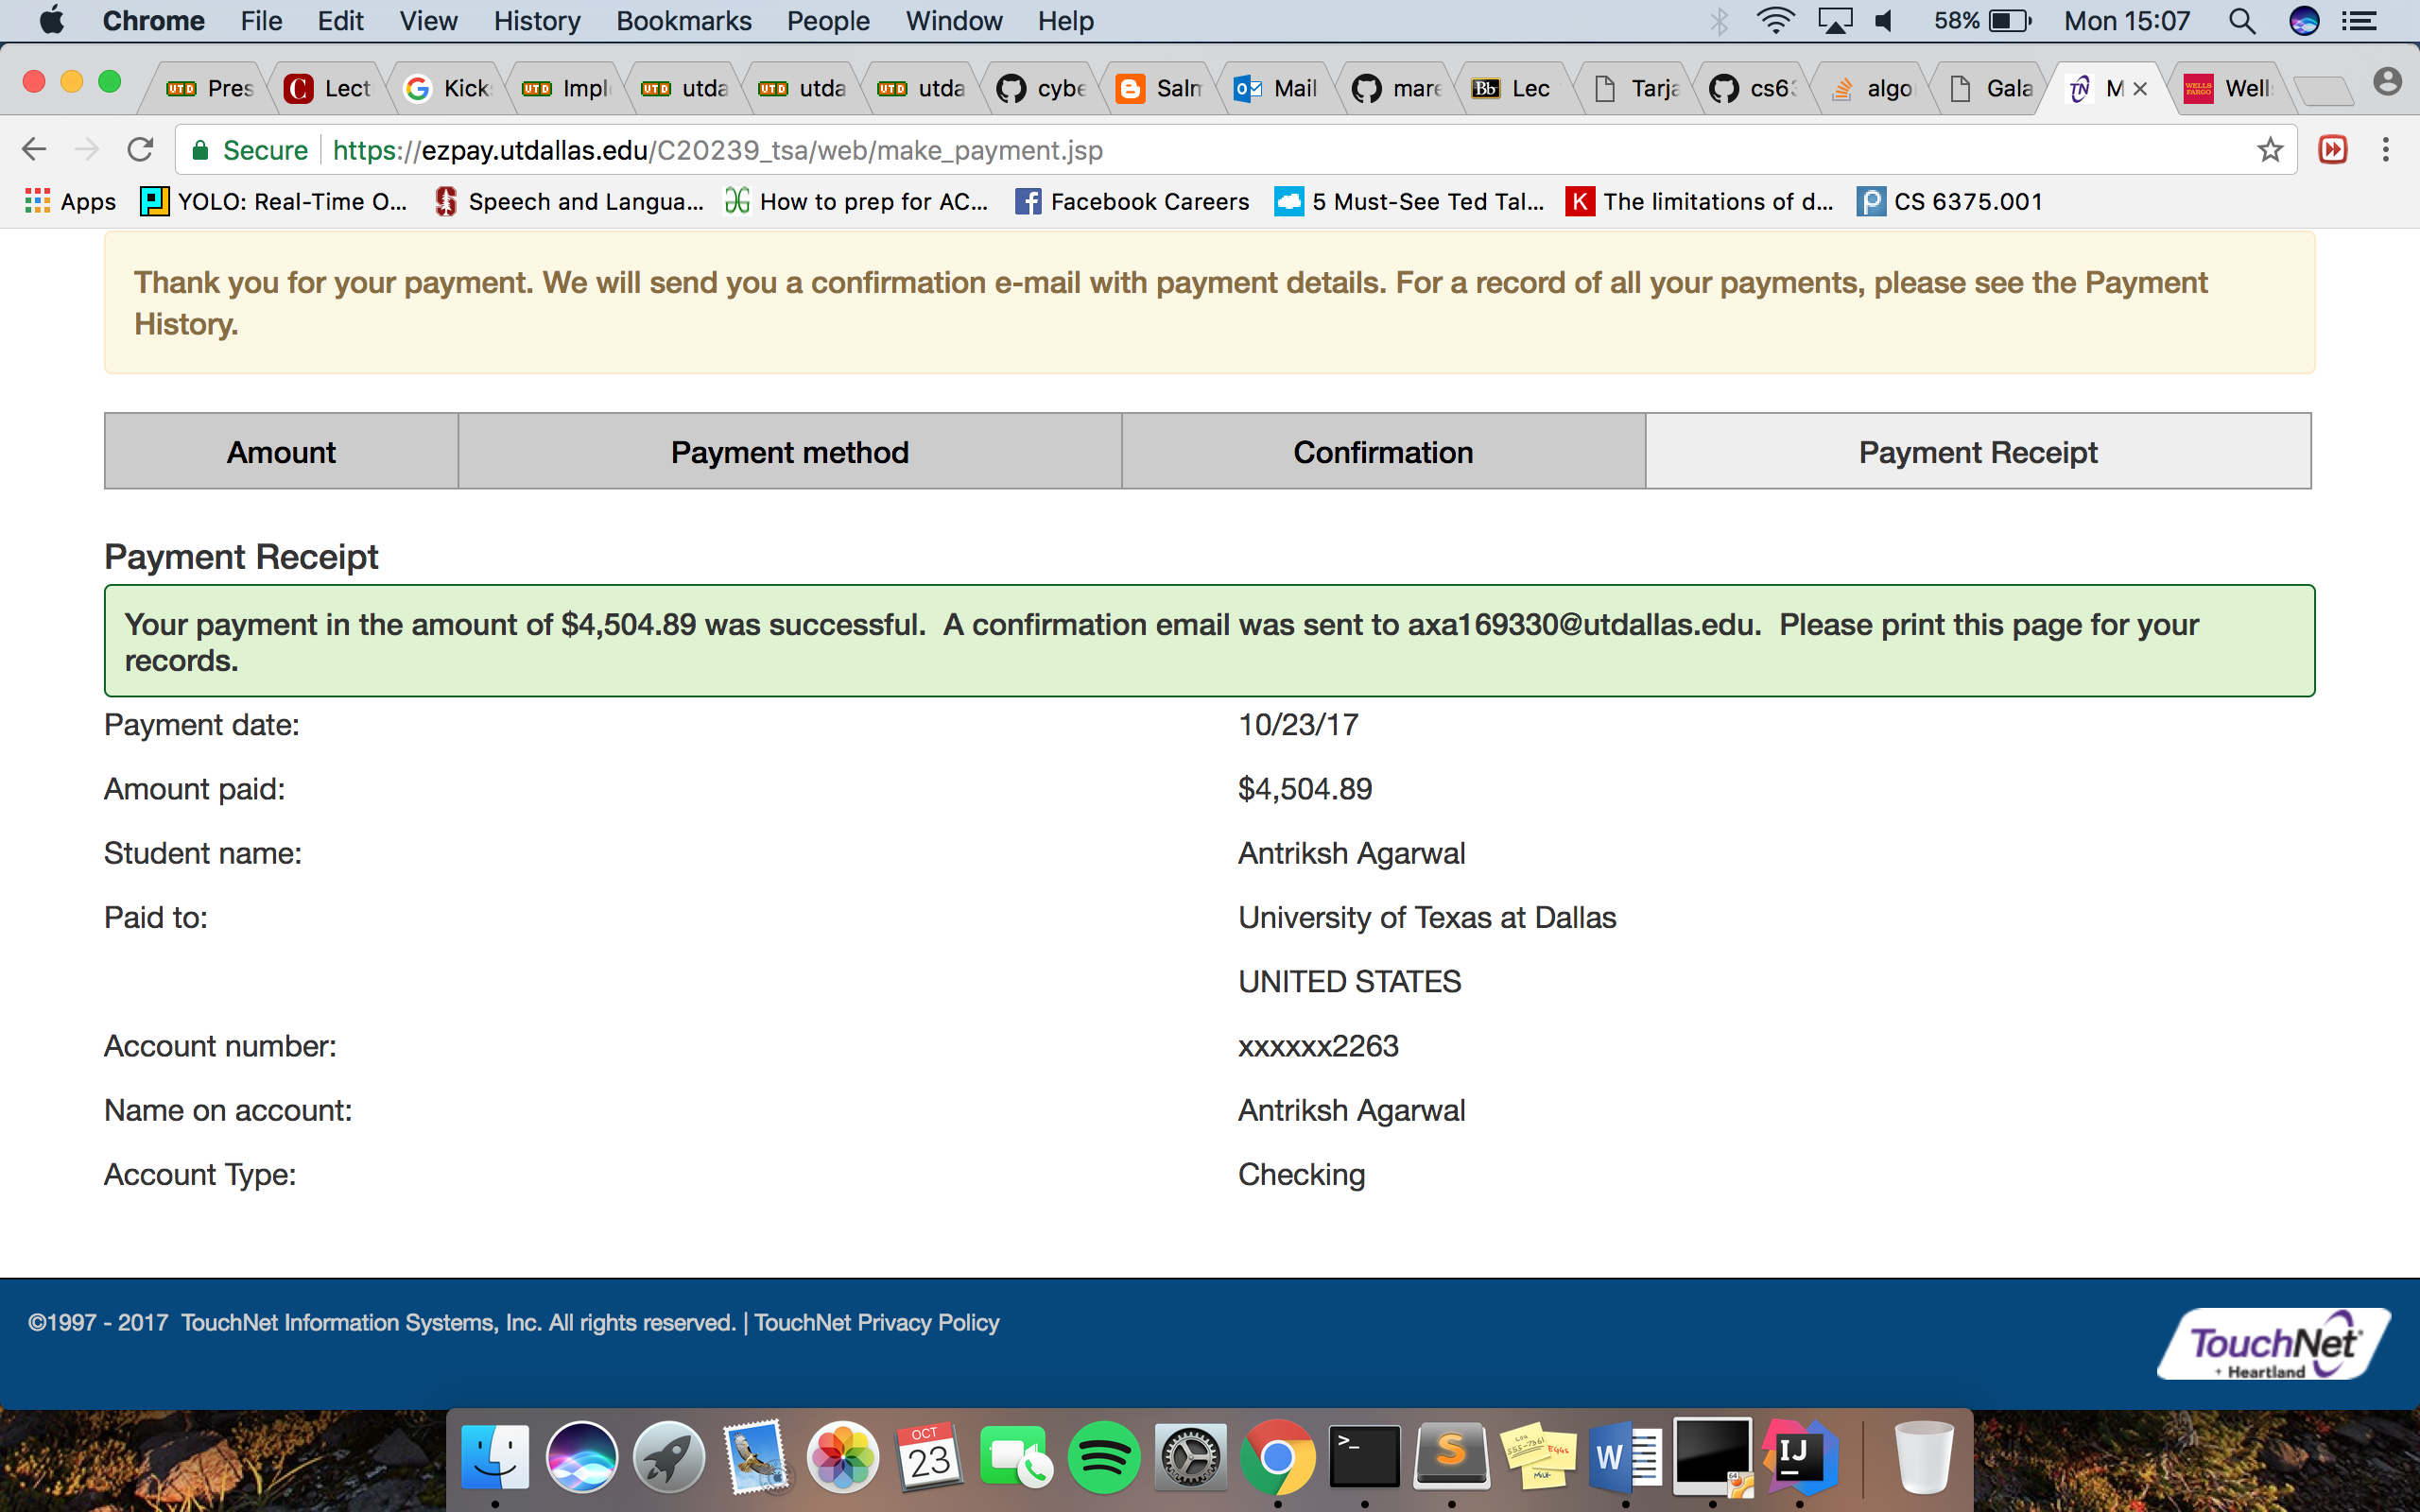 Chrome File Edit View History Bookmarks People Window Help 58% Mon 15:07
Pres Lect Kick Impl utda utda utda cybe Salm Mail mare Bb Lec Tarja cs63 algo Gala M Well
Secure https://ezpay.utdallas.edu/C20239_tsa/web/make_payment.jsp
Apps YOLO: Real-Time O... Speech and Langua... How to prep for AC... Facebook Careers 5 Must-See Ted Tal... The limitations of d... CS 6375.001
Thank you for your payment. We will send you a confirmation e-mail with payment details. For a record of all your payments, please see the Payment
History.
Amount Payment method Confirmation Payment Receipt
Payment Receipt
Your payment in the amount of $4,504.89 was successful. A confirmation email was sent to axa169330@utdallas.edu. Please print this page for your
records.
Payment date: 10/23/17
Amount paid: $4,504.89
Student name: Antriksh Agarwal
Paid to: University of Texas at Dallas
UNITED STATES
Account number: xxxxxx2263
Name on account: Antriksh Agarwal
Account Type: Checking
©1997 - 2017 TouchNet Information Systems, Inc. All rights reserved. | TouchNet Privacy Policy
TouchNet
+ Heartland
OCT
23
IJ